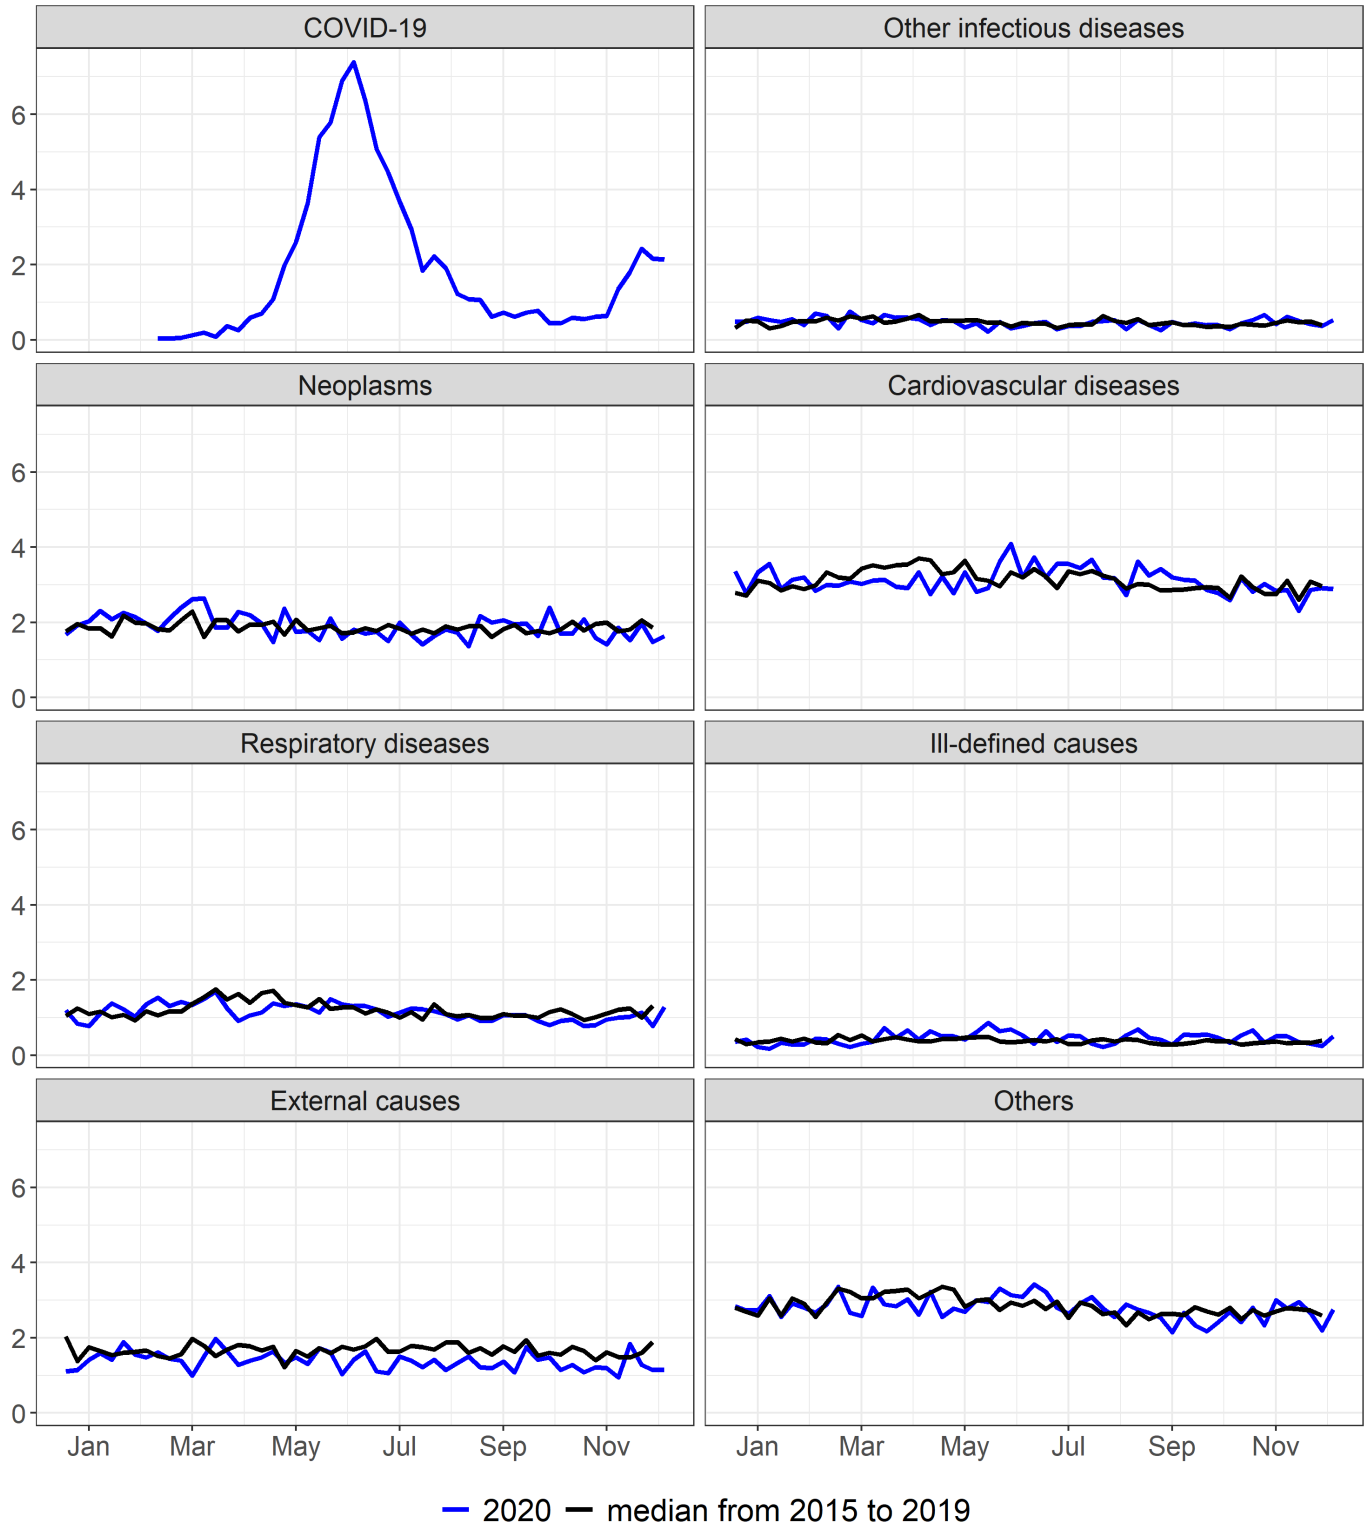 COVID-19
Other infectious diseases
6
4
2
0
Neoplasms
Cardiovascular diseases
6
4
2
0
Respiratory diseases
Ill-defined causes
6
4
2
0
External causes
Others
6
4
2
0
Jan Mar May Jul Sep Nov
Jan Mar May Jul Sep Nov
2020 median from 2015 to 2019